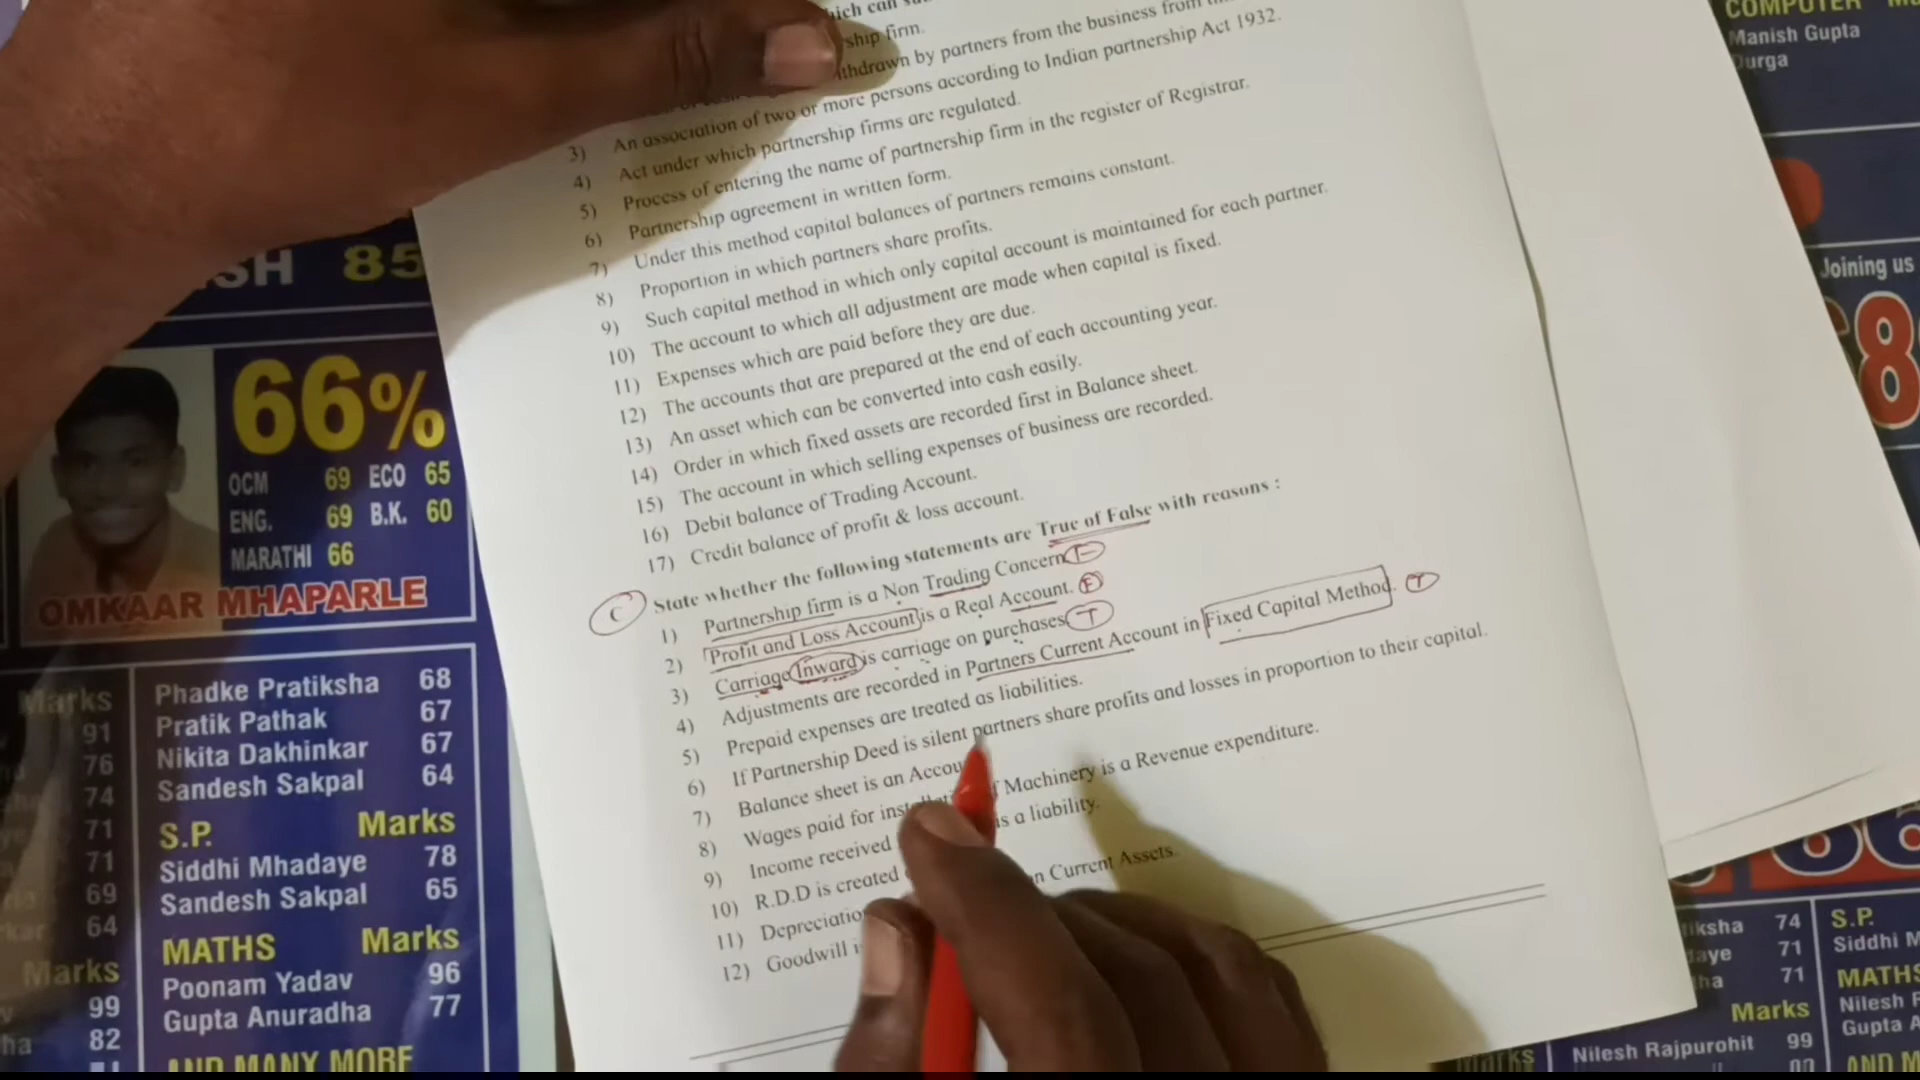 ship firm.
by partners from the business from
3) An association of two or more persons according to Indian partnership Act 1932.
4) Act under which partnership firms are regulated.
5) Process of entering the name of partnership firm in the register of Registrar.
6) Partnership agreement in written form.
7) Under this method capital balances of partners remains constant.
8) Proportion in which partners share profits.
9) Such capital method in which only capital account is maintained for each partner.
10) The account to which all adjustment are made when capital is fixed.
11) Expenses which are paid before they are due.
12) The accounts that are prepared at the end of each accounting year.
13) An asset which can be converted into cash easily.
14) Order in which fixed assets are recorded first in Balance sheet.
15) The account in which selling expenses of business are recorded.
16) Debit balance of Trading Account.
17) Credit balance of profit & loss account.
C State whether the following statements are True of False with reasons :
1) Partnership firm is a Non Trading Concern
2) Profit and Loss Account is a Real Account. F
3) Carriage Inward is carriage on purchases T
4) Adjustments are recorded in Partners Current Account in Fixed Capital Method. T
5) Prepaid expenses are treated as liabilities.
6) If Partnership Deed is silent partners share profits and losses in proportion to their capital.
7) Balance sheet is an
8) Wages paid for Machinery is a Revenue expenditure.
9) Income received is a liability.
10) R.D.D is created on Current Assets.
11)
12) Goodwill
85
66%
OCM 69 ECO 65
ENG. 69 B.K. 60
MARATHI 66
OMKAAR MHAPARLE
Marks
91
76
74
71
71
69
64
Marks
99
82
Phadke Pratiksha 68
Pratik Pathak 67
Nikita Dakhinkar 67
Sandesh Sakpal 64
S.P. Marks
Siddhi Mhadaye 78
Sandesh Sakpal 65
MATHS Marks
Poonam Yadav 96
Gupta Anuradha 77
AND MANY MORE
COMPUTER
Manish Gupta
Durga
Joining us
8
74
71
71
Marks
Nilesh Rajpurohit 99
S.P.
Siddhi M
MATHS
Nilesh
Gupta A
AND M